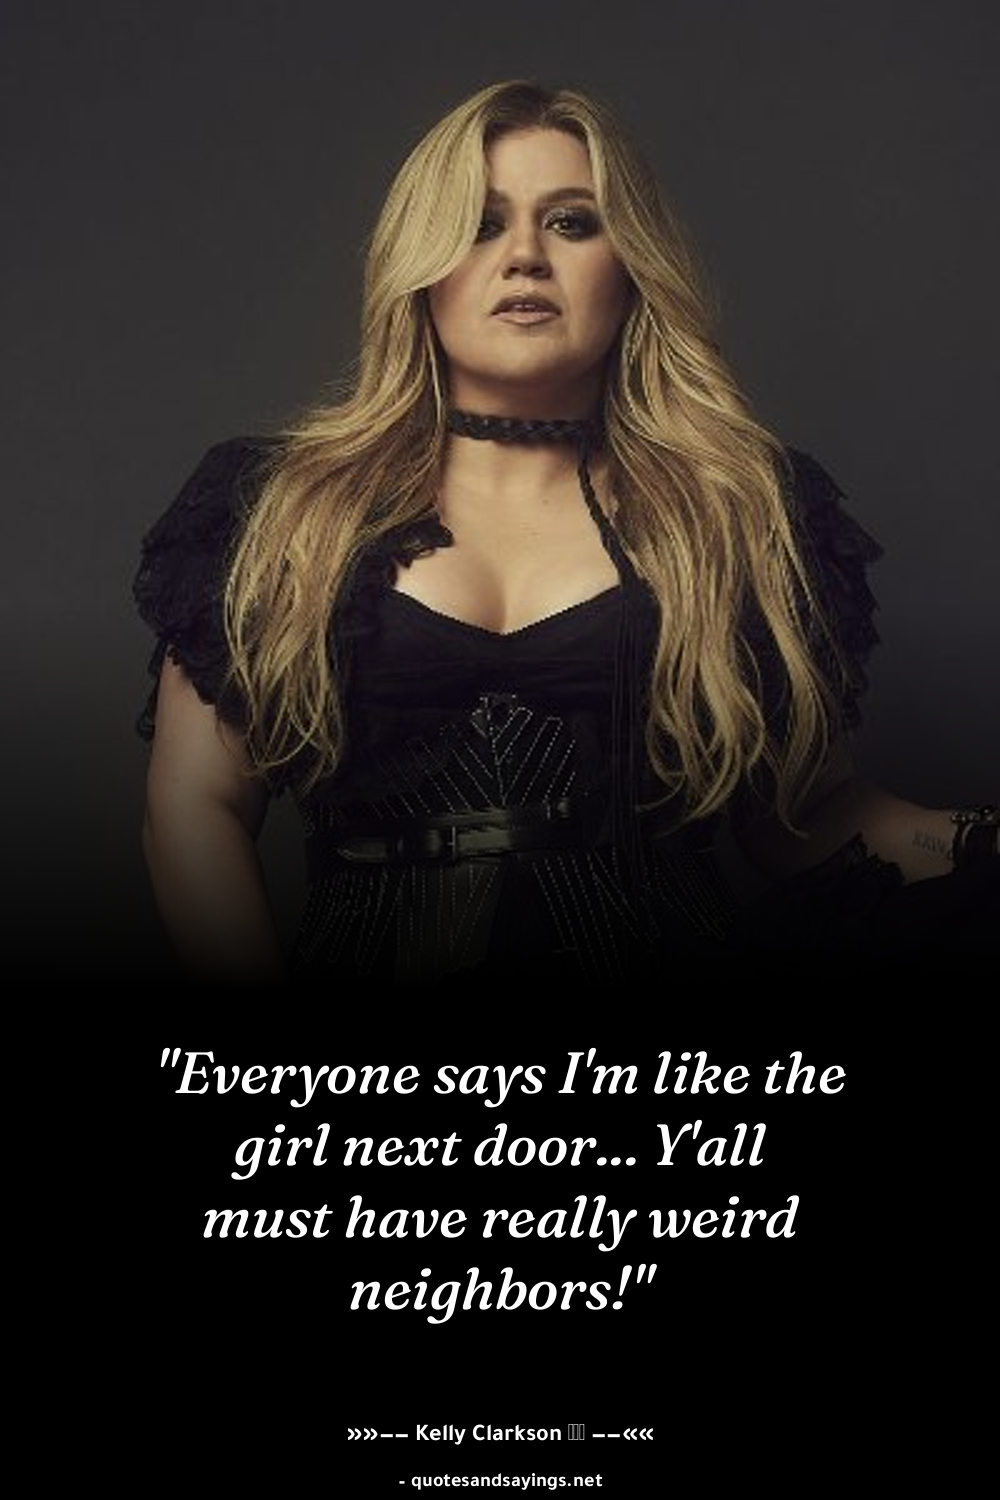 "Everyone says I'm like the
girl next door... Y'all
must have really weird
neighbors!"
»»–– Kelly Clarkson ––««
- quotesandsayings.net